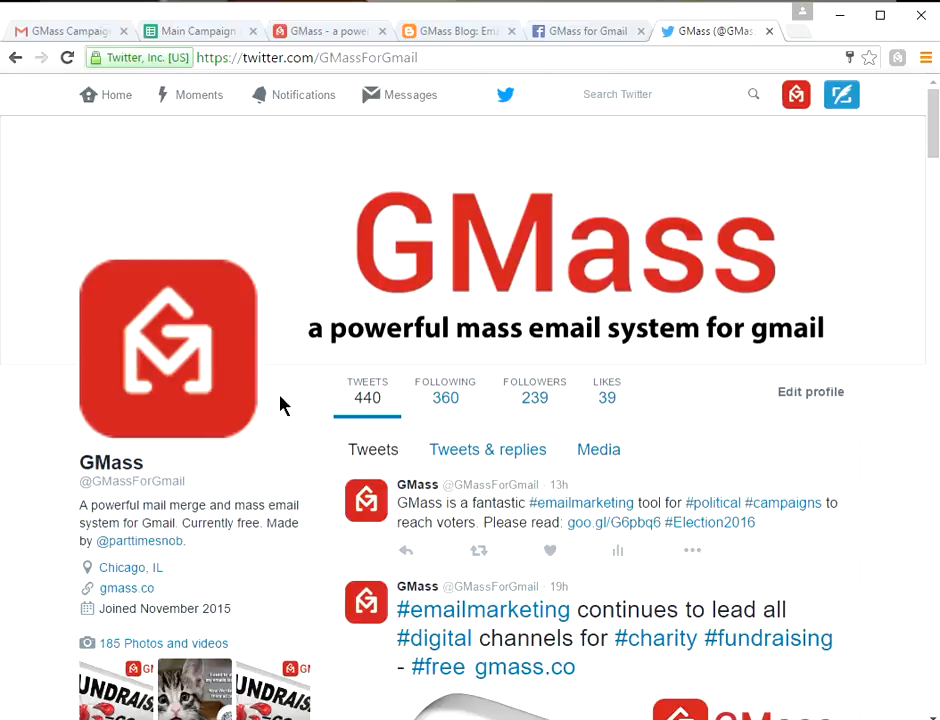 GMass Campaig
Main Campaign
GMass - a powe
GMass Blog: Ema
GMass for Gmail
GMass (@GMas
Twitter, Inc. [US]
https://twitter.com/GMassForGmail
Home
Moments
Notifications
Messages
Search Twitter
GMass
a powerful mass email system for gmail
TWEETS
FOLLOWING
FOLLOWERS
LIKES
440
360
239
39
Edit profile
GMass
@GMassForGmail
A powerful mail merge and mass email
system for Gmail. Currently free. Made
by @parttimesnob.
Chicago, IL
gmass.co
Joined November 2015
185 Photos and videos
Tweets
Tweets & replies
Media
GMass @GMassForGmail · 13h
GMass is a fantastic #emailmarketing tool for #political #campaigns to
reach voters. Please read: goo.gl/G6pbq6 #Election2016
GMass @GMassForGmail · 19h
#emailmarketing continues to lead all
#digital channels for #charity #fundraising
- #free gmass.co